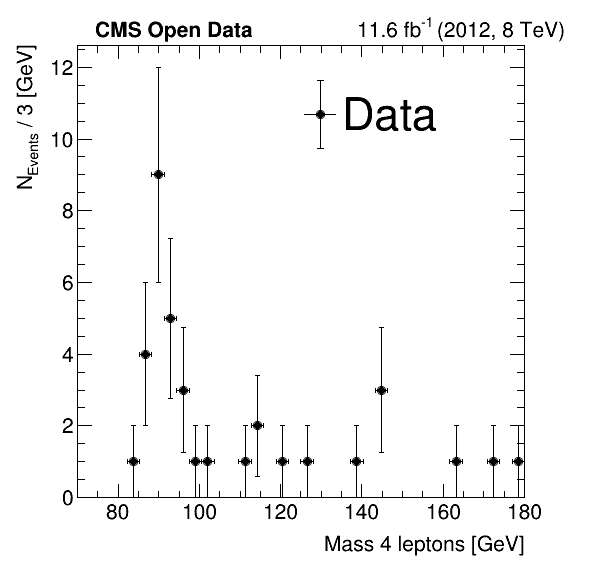 CMS Open Data 11.6 fb⁻¹ (2012, 8 TeV)
N_Events / 3 [GeV]
12
10
8
6
4
2
0
Data
80 100 120 140 160 180
Mass 4 leptons [GeV]